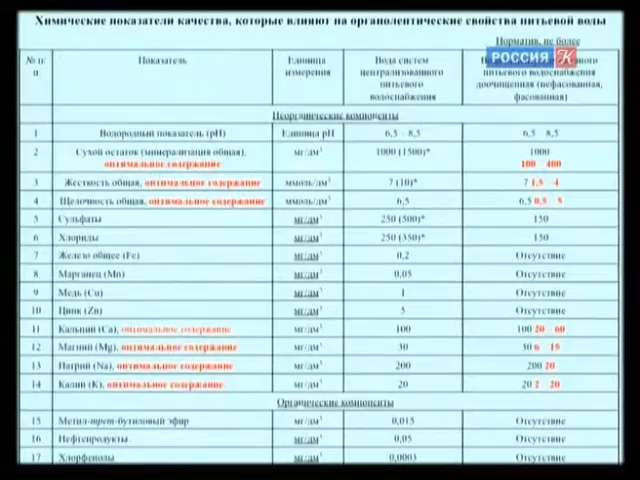 Химические показатели качества, которые влияют на органолептические свойства питьевой воды
Норматив, не более
№ п/п Показатель Единица измерения Вода систем централизованного питьевого водоснабжения питьевого водоснабжения доочищенная (нефасованная, фасованная)
РОССИЯ К
Неорганические компоненты
1 Водородный показатель (pH) Единица pH 6,5 – 8,5 6,5 – 8,5
2 Сухой остаток (минерализация общая), оптимальное содержание мг/дм³ 1000 (1500)* 1000 100 – 400
3 Жесткость общая, оптимальное содержание ммоль/дм³ 7 (10)* 7 1,5 – 4
4 Щелочность общая, оптимальное содержание ммоль/дм³ 6,5 6,5 0,5 – 5
5 Сульфаты мг/дм³ 250 (500)* 150
6 Хлориды мг/дм³ 250 (350)* 150
7 Железо общее (Fe) мг/дм³ 0,2 Отсутствие
8 Марганец (Mn) мг/дм³ 0,05 Отсутствие
9 Медь (Cu) мг/дм³ 1 Отсутствие
10 Цинк (Zn) мг/дм³ 5 Отсутствие
11 Кальций (Ca), оптимальное содержание мг/дм³ 100 100 20 – 60
12 Магний (Mg), оптимальное содержание мг/дм³ 30 30 6 – 15
13 Натрий (Na), оптимальное содержание мг/дм³ 200 200 20
14 Калий (K), оптимальное содержание мг/дм³ 20 20 2 – 20
Органические компоненты
15 Метил-трет-бутиловый эфир мг/дм³ 0,015 Отсутствие
16 Нефтепродукты мг/дм³ 0,05 Отсутствие
17 Хлорфенолы мг/дм³ 0,0003 Отсутствие